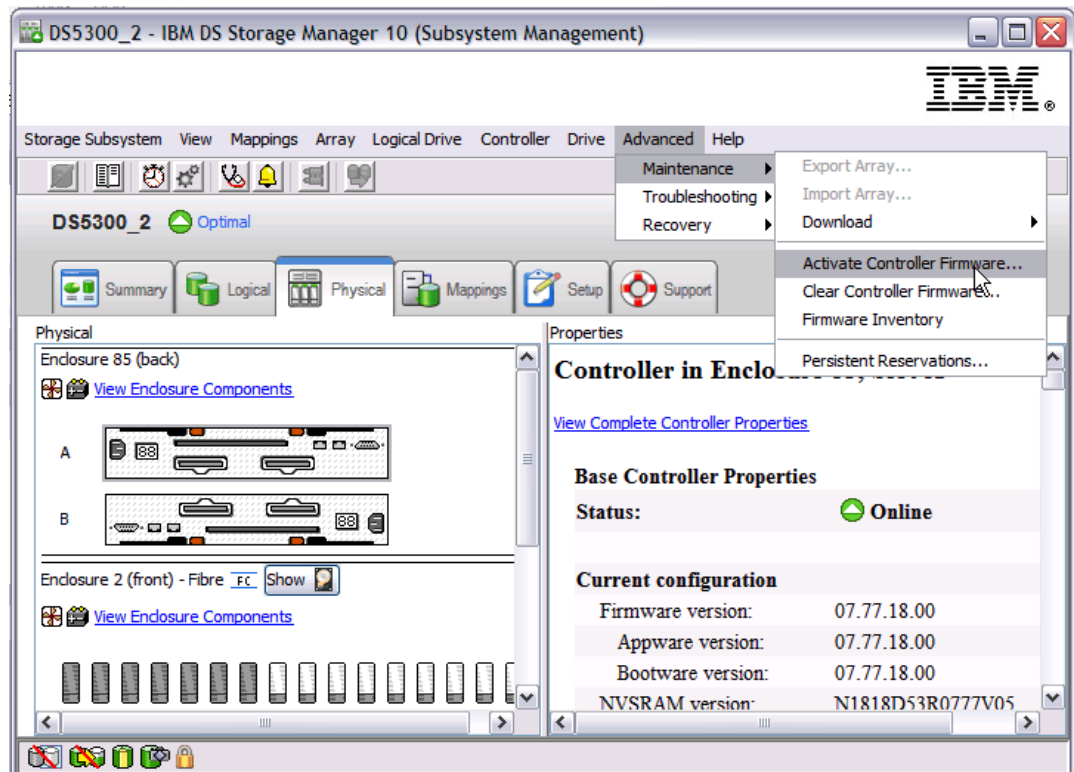 DS5300_2 - IBM DS Storage Manager 10 (Subsystem Management)
IBM®
Storage Subsystem View Mappings Array Logical Drive Controller Drive Advanced Help
Maintenance
Troubleshooting
Recovery
Export Array...
Import Array...
Download
Activate Controller Firmware...
Clear Controller Firmware...
Firmware Inventory
Persistent Reservations...
DS5300_2 Optimal
Summary Logical Physical Mappings Setup Support
Physical
Enclosure 85 (back)
View Enclosure Components
A
88
B
88
Enclosure 2 (front) - Fibre FC Show
View Enclosure Components
Properties
Controller in
View Complete Controller Properties
Base Controller Properties
Status: Online
Current configuration
Firmware version: 07.77.18.00
Appware version: 07.77.18.00
Bootware version: 07.77.18.00
NVSRAM version: N1818D53R0777V05